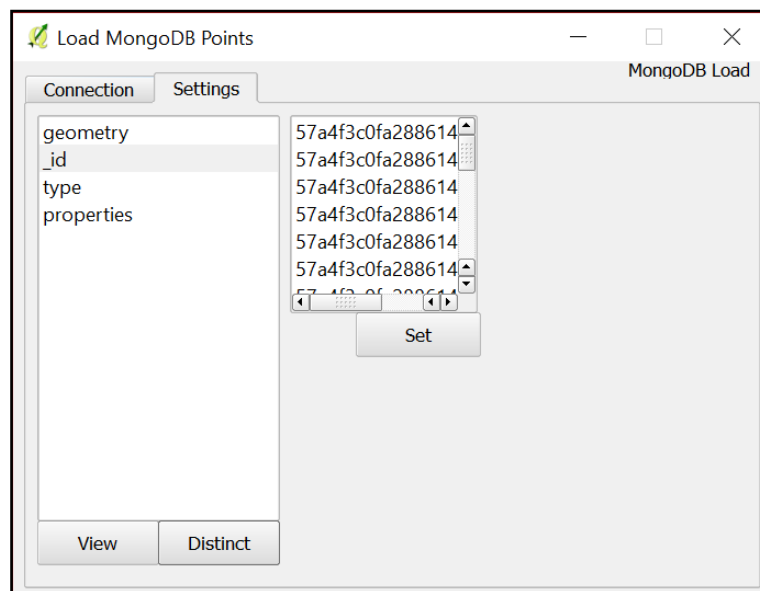 Load MongoDB Points
MongoDB Load
Connection
Settings
geometry
_id
type
properties
57a4f3c0fa288614
57a4f3c0fa288614
57a4f3c0fa288614
57a4f3c0fa288614
57a4f3c0fa288614
57a4f3c0fa288614
Set
View
Distinct